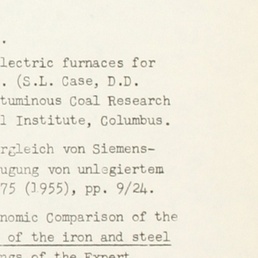 .
lectric furnaces for
. (S.L. Case, D.D.
tuminous Coal Research
l Institute, Columbus.
ergleich von Siemens-
ugung von unlegiertem
75 (1955), pp. 9/24.
nomic Comparison of the
of the iron and steel
ngs of the Expert